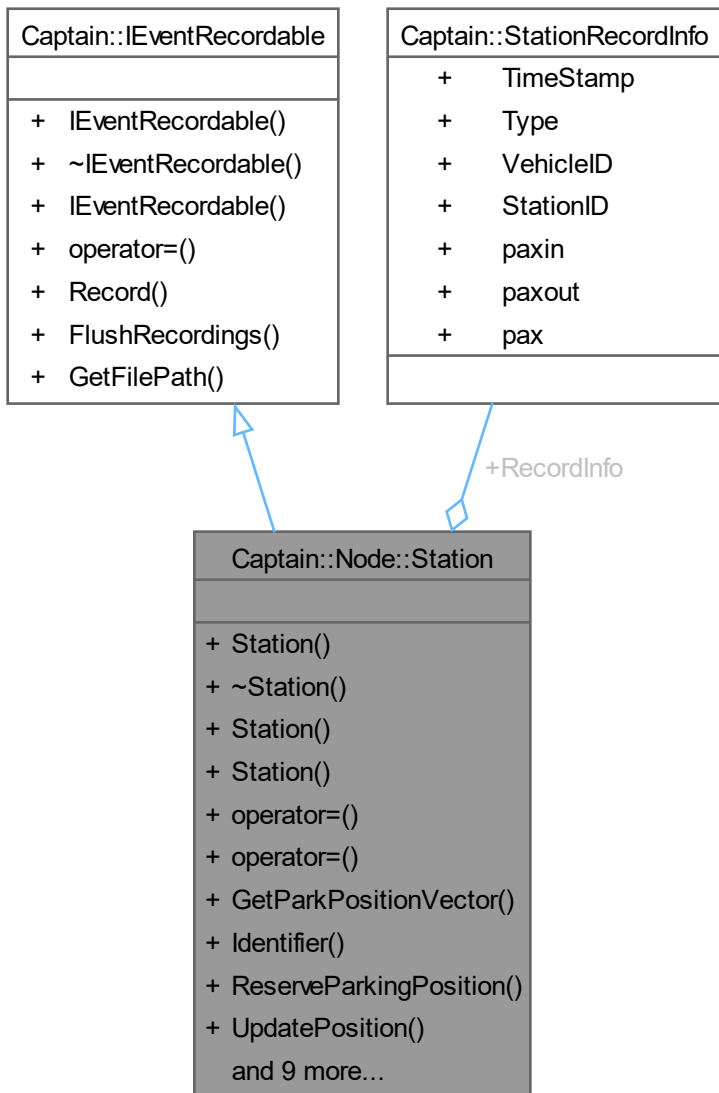 Captain::IEventRecordable
+ IEventRecordable()
+ ~IEventRecordable()
+ IEventRecordable()
+ operator=()
+ Record()
+ FlushRecordings()
+ GetFilePath()
Captain::StationRecordInfo
+ TimeStamp
+ Type
+ VehicleID
+ StationID
+ paxin
+ paxout
+ pax
+RecordInfo
Captain::Node::Station
+ Station()
+ ~Station()
+ Station()
+ Station()
+ operator=()
+ operator=()
+ GetParkPositionVector()
+ Identifier()
+ ReserveParkingPosition()
+ UpdatePosition()
and 9 more...